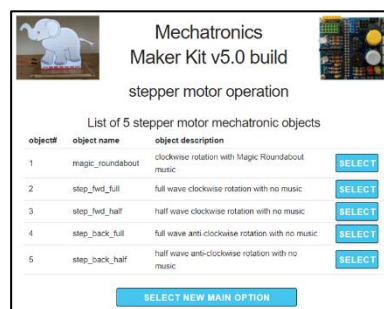 Mechatronics
Maker Kit v5.0 build
stepper motor operation
List of 5 stepper motor mechatronic objects
object# object name object description
1 magic_roundabout clockwise rotation with Magic Roundabout music SELECT
2 step_fwd_full full wave clockwise rotation with no music SELECT
3 step_fwd_half half wave clockwise rotation with no music SELECT
4 step_back_full full wave anti-clockwise rotation with no music SELECT
5 step_back_half half wave anti-clockwise rotation with no music SELECT
SELECT NEW MAIN OPTION